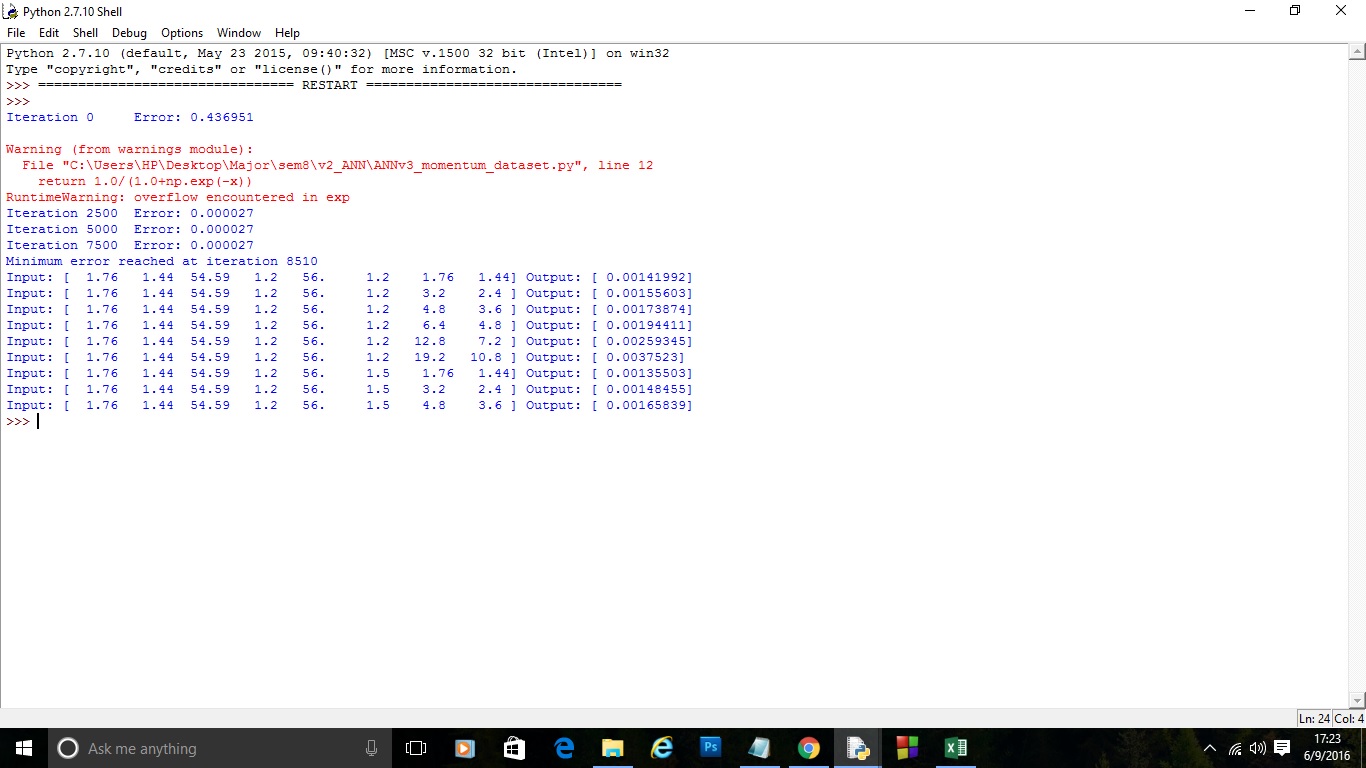 Python 2.7.10 Shell
File Edit Shell Debug Options Window Help
Python 2.7.10 (default, May 23 2015, 09:40:32) [MSC v.1500 32 bit (Intel)] on win32
Type "copyright", "credits" or "license()" for more information.
>>> ================================ RESTART ================================
>>>
Iteration 0     Error: 0.436951

Warning (from warnings module):
  File "C:\Users\HP\Desktop\Major\sem8\v2_ANN\ANNv3_momentum_dataset.py", line 12
    return 1.0/(1.0+np.exp(-x))
RuntimeWarning: overflow encountered in exp
Iteration 2500  Error: 0.000027
Iteration 5000  Error: 0.000027
Iteration 7500  Error: 0.000027
Minimum error reached at iteration 8510
Input: [  1.76   1.44  54.59   1.2   56.     1.2    1.76   1.44] Output: [ 0.00141992]
Input: [  1.76   1.44  54.59   1.2   56.     1.2    3.2    2.4 ] Output: [ 0.00155603]
Input: [  1.76   1.44  54.59   1.2   56.     1.2    4.8    3.6 ] Output: [ 0.00173874]
Input: [  1.76   1.44  54.59   1.2   56.     1.2    6.4    4.8 ] Output: [ 0.00194411]
Input: [  1.76   1.44  54.59   1.2   56.     1.2   12.8    7.2 ] Output: [ 0.00259345]
Input: [  1.76   1.44  54.59   1.2   56.     1.2   19.2   10.8 ] Output: [ 0.0037523]
Input: [  1.76   1.44  54.59   1.2   56.     1.5    1.76   1.44] Output: [ 0.00135503]
Input: [  1.76   1.44  54.59   1.2   56.     1.5    3.2    2.4 ] Output: [ 0.00148455]
Input: [  1.76   1.44  54.59   1.2   56.     1.5    4.8    3.6 ] Output: [ 0.00165839]
>>>
Ln: 24 Col: 4
Ask me anything
Ps
17:23
6/9/2016